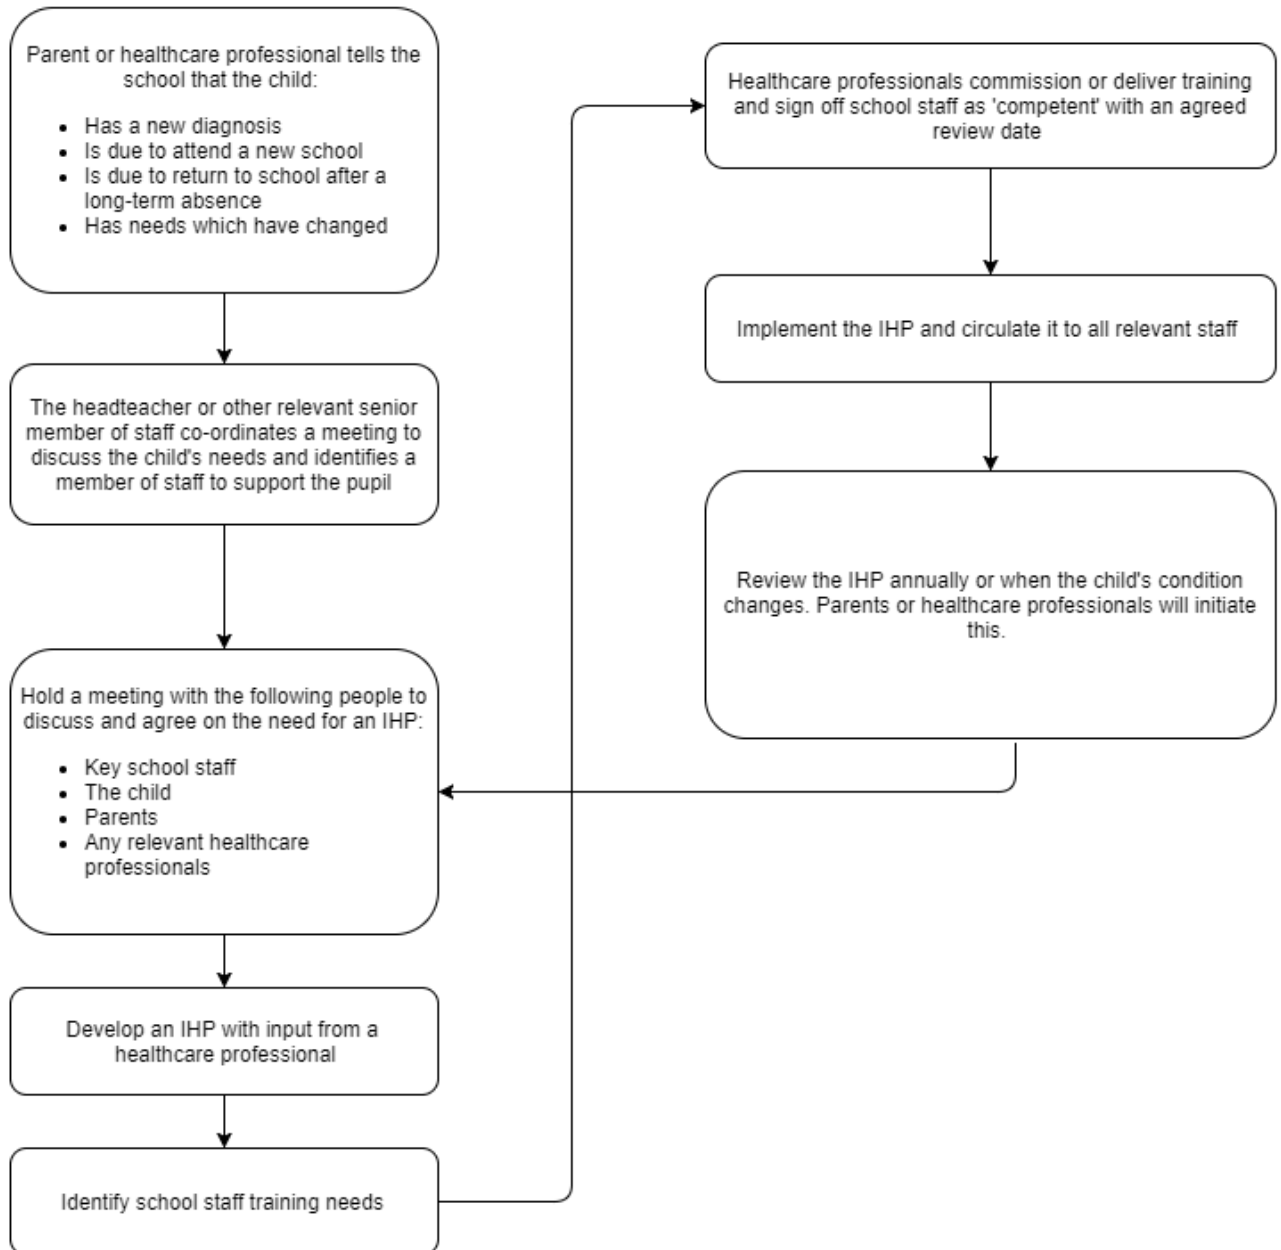 Parent or healthcare professional tells the
school that the child:
• Has a new diagnosis
• Is due to attend a new school
• Is due to return to school after a
long-term absence
• Has needs which have changed
The headteacher or other relevant senior
member of staff co-ordinates a meeting to
discuss the child's needs and identifies a
member of staff to support the pupil
Hold a meeting with the following people to
discuss and agree on the need for an IHP:
• Key school staff
• The child
• Parents
• Any relevant healthcare
professionals
Develop an IHP with input from a
healthcare professional
Identify school staff training needs
Healthcare professionals commission or deliver training
and sign off school staff as 'competent' with an agreed
review date
Implement the IHP and circulate it to all relevant staff
Review the IHP annually or when the child's condition
changes. Parents or healthcare professionals will initiate
this.